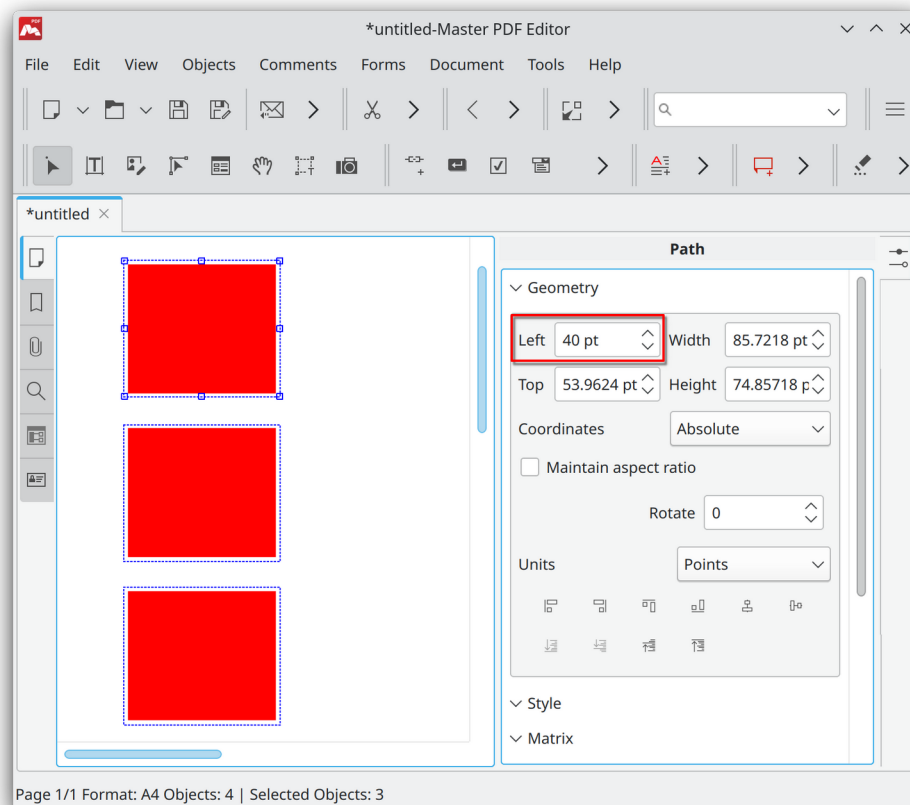 PDF
*untitled-Master PDF Editor
File Edit View Objects Comments Forms Document Tools Help
*untitled
Path
Geometry
Left 40 pt Width 85.7218 pt
Top 53.9624 pt Height 74.85718 p
Coordinates Absolute
Maintain aspect ratio
Rotate 0
Units Points
Style
Matrix
Page 1/1 Format: A4 Objects: 4 | Selected Objects: 3